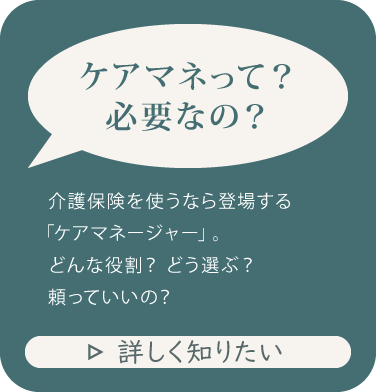 ケアマネって？
必要なの？
介護保険を使うなら登場する
「ケアマネージャー」。
どんな役割？ どう選ぶ？
頼っていいの？
▷ 詳しく知りたい